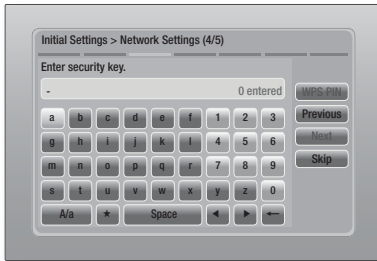 Initial Settings > Network Settings (4/5)
Enter security key.
- 0 entered
WPS PIN
a b c d e f 1 2 3
Previous
g h i j k l 4 5 6
Next
m n o p q r 7 8 9
Skip
s t u v w x y z 0
A/a ★ Space ◀ ▶ ←